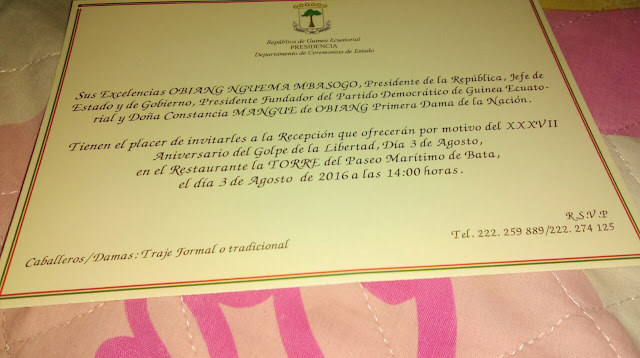 República de Guinea Ecuatorial
PRESIDENCIA
Departamento de Ceremonias de Estado
Sus Excelencias OBIANG NGUEMA MBASOGO, Presidente de la República, Jefe de
Estado y de Gobierno, Presidente Fundador del Partido Democrático de Guinea Ecuato-
rial y Doña Constancia MANGUE de OBIANG Primera Dama de la Nación.
Tienen el placer de invitarles a la Recepción que ofrecerán por motivo del XXXVII
Aniversario del Golpe de la Libertad, Dia 3 de Agosto,
en el Restaurante la TORRE del Paseo Marítimo de Bata,
el día 3 de Agosto de 2016 a las 14:00 horas.
R.S.V.P
Tel. 222. 259 889/222. 274 125
Caballeros/Damas: Traje Formal o tradicional